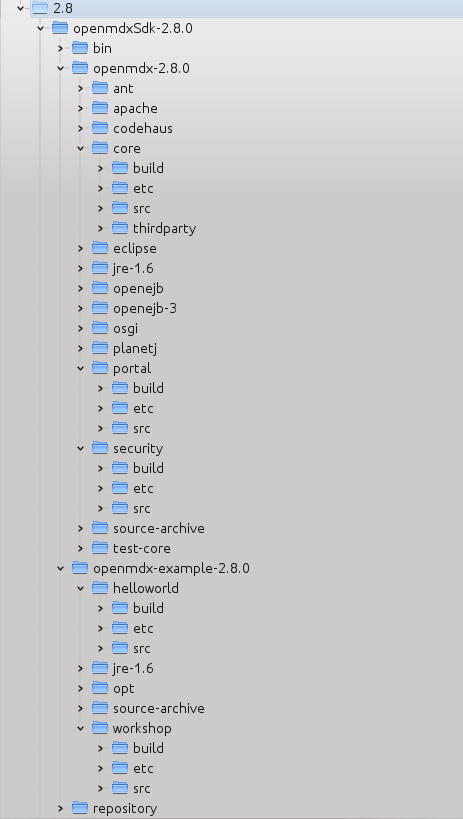 2.8
openmdxSdk-2.8.0
bin
openmdx-2.8.0
ant
apache
codehaus
core
build
etc
src
thirdparty
eclipse
jre-1.6
openejb
openejb-3
osgi
planetj
portal
build
etc
src
security
build
etc
src
source-archive
test-core
openmdx-example-2.8.0
helloworld
build
etc
src
jre-1.6
opt
source-archive
workshop
build
etc
src
repository